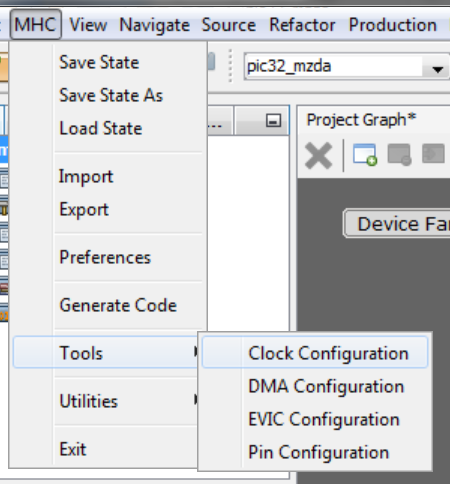 MHC View Navigate Source Refactor Production
Save State
Save State As
Load State
...
pic32_mzda
Project Graph*
Import
Export
Device Fa
Preferences
Generate Code
Tools
Clock Configuration
DMA Configuration
EVIC Configuration
Pin Configuration
Utilities
Exit